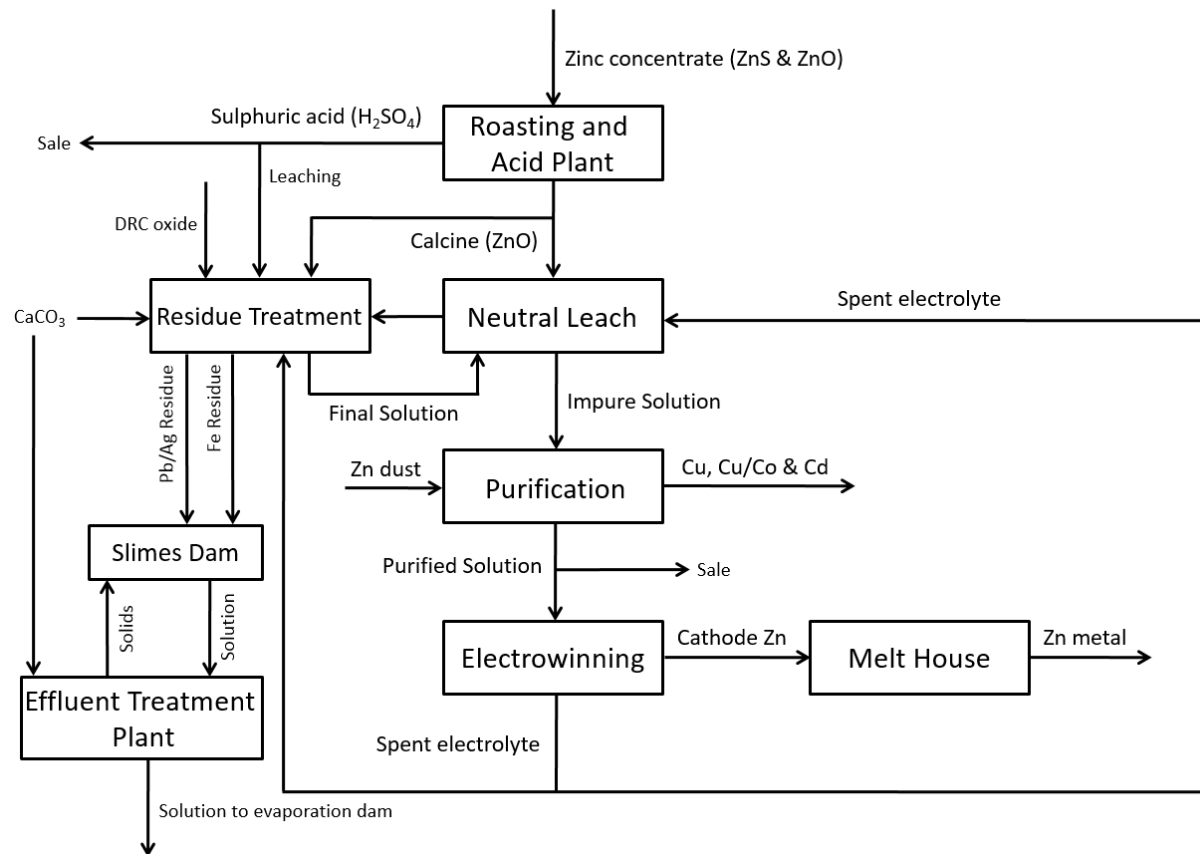 Zinc concentrate (ZnS & ZnO)
Sulphuric acid (H₂SO₄)
Sale
Roasting and
Acid Plant
Leaching
DRC oxide
Calcine (ZnO)
CaCO₃
Residue Treatment
Neutral Leach
Spent electrolyte
Pb/Ag Residue
Fe Residue
Final Solution
Impure Solution
Zn dust
Purification
Cu, Cu/Co & Cd
Slimes Dam
Purified Solution
Sale
Solids
Solution
Electrowinning
Cathode Zn
Melt House
Zn metal
Effluent Treatment
Plant
Spent electrolyte
Solution to evaporation dam